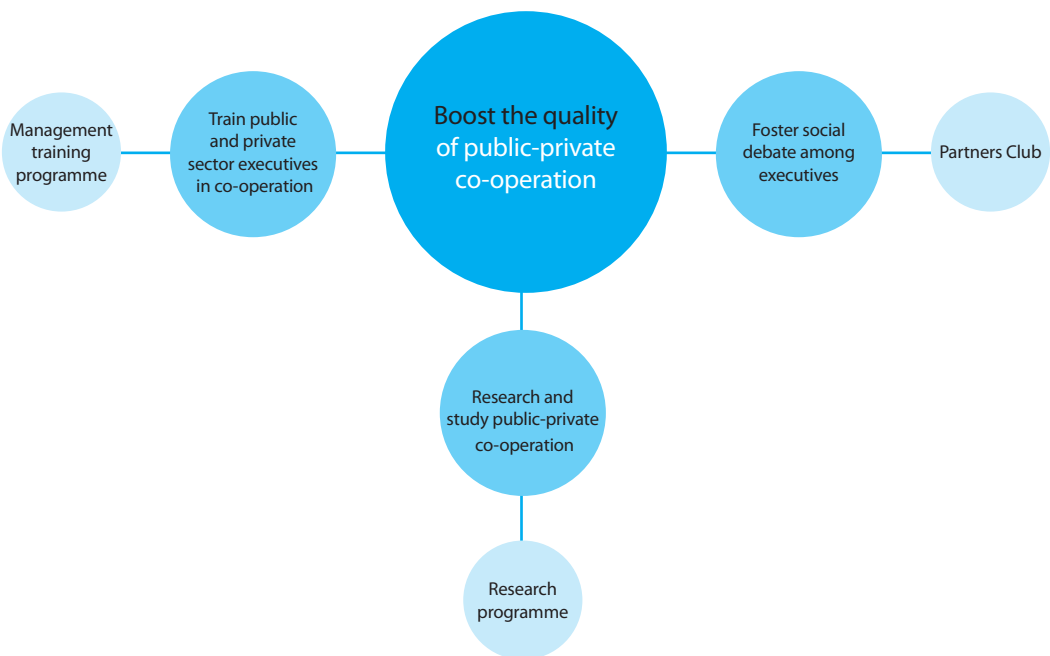 Management
training
programme
Train public
and private
sector executives
in co-operation
Boost the quality
of public-private
co-operation
Foster social
debate among
executives
Partners Club
Research and
study public-private
co-operation
Research
programme